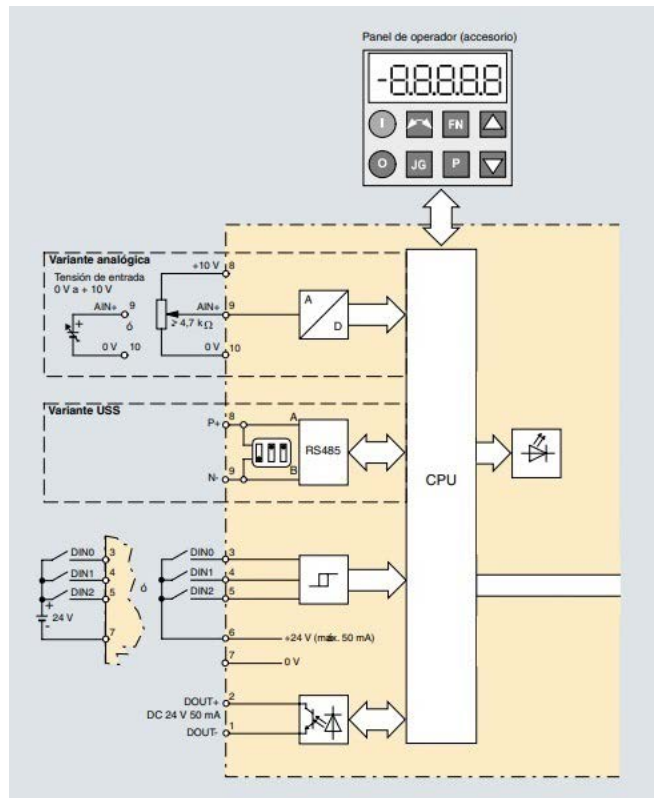 Panel de operador (accesorio)
-8.8.8.8.8
I
FN
O
JG
P
Variante analógica
Tensión de entrada
0 V a + 10 V
+10 V 8
AIN+ 9
ó
0 V 10
AIN+ 9
≥ 4,7 kΩ
0 V 10
A
D
Variante USS
P+ 8 A
RS485
N- 9 B
CPU
DIN0 3
DIN1 4
DIN2 5
+
24 V
-
7
ó
DIN0 3
DIN1 4
DIN2 5
6 +24 V (máx. 50 mA)
7 0 V
DOUT+ 2
DC 24 V 50 mA
DOUT- 1